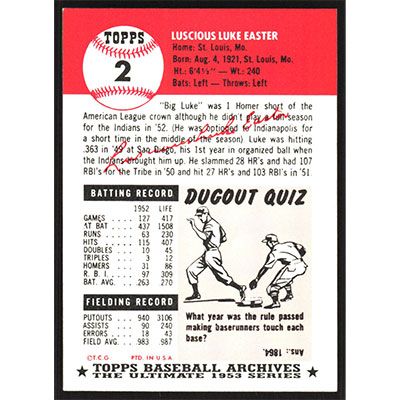 TOPPS
2
LUSCIOUS LUKE EASTER
Home: St. Louis, Mo.
Born: Aug. 4, 1921, St. Louis, Mo.
Ht.: 6'4½" - Wt.: 240
Bats: Left - Throws: Left
"Big Luke" was 1 Homer short of the
American League crown although he didn't play the season
for the Indians in '52. (He was optioned to Indianapolis for
a short time in the middle of the season). Luke was hitting
.363 in '49 at San Diego, his 1st year in organized ball when
the Indians brought him up. He slammed 28 HR's and had 107
RBI's for the Tribe in '50 and hit 27 HR's and 103 RBI's in '51.
Luscious Luke Easter
BATTING RECORD
1952 LIFE
GAMES 127 417
AT BAT 437 1508
RUNS 63 231
HITS 115 407
DOUBLES 10 45
TRIPLES 3 12
HOMERS 31 86
R. B. I. 97 309
BAT. AVG. .263 .270
FIELDING RECORD
PUTOUTS 940 3106
ASSISTS 90 240
ERRORS 18 43
FIELD AVG. .983 .987
©T.C.G. PTD. IN U.S.A.
DUGOUT QUIZ
What year was the rule passed
making baserunners touch each
base?
Ans.: 1864.
★ TOPPS BASEBALL ARCHIVES ★
THE ULTIMATE 1953 SERIES